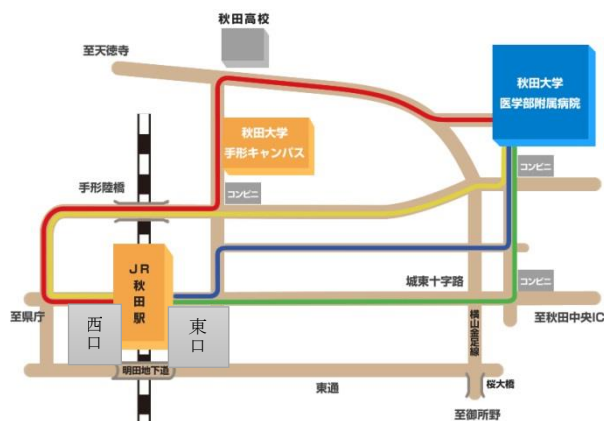 秋田高校
至天徳寺
秋田大学
医学部附属病院
秋田大学
手形キャンパス
コンビニ
手形陸橋
コンビニ
JR
秋田駅
城東十字路
コンビニ
至県庁
西口
東口
横山金足線
至秋田中央IC
明田地下道
東通
桜大橋
至御所野